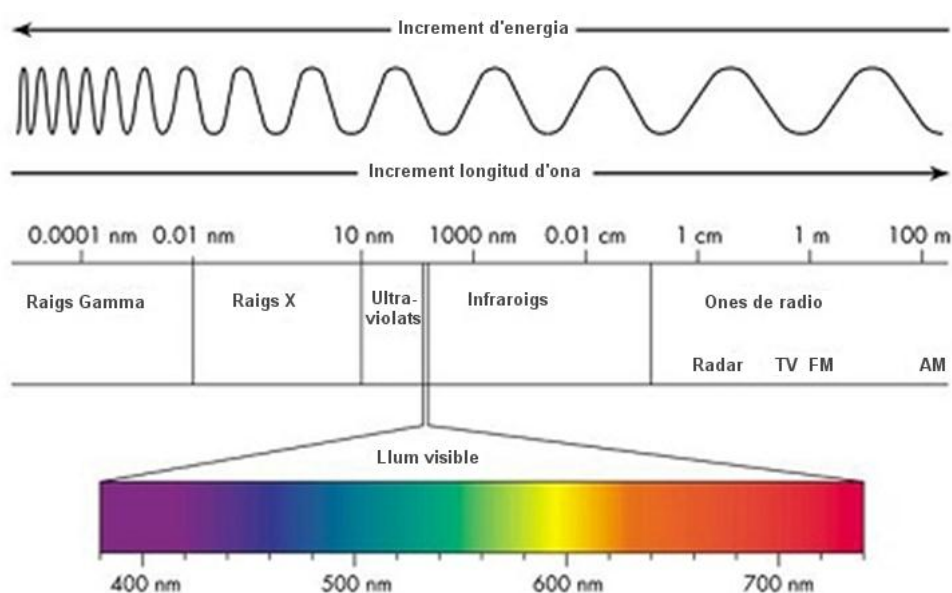 Increment d'energia
Increment longitud d'ona
0.0001 nm 0.01 nm 10 nm 1000 nm 0.01 cm 1 cm 1 m 100 m
Raigs Gamma
Raigs X
Ultra-
violats
Infraroigs
Ones de radio
Radar TV FM AM
Llum visible
400 nm 500 nm 600 nm 700 nm